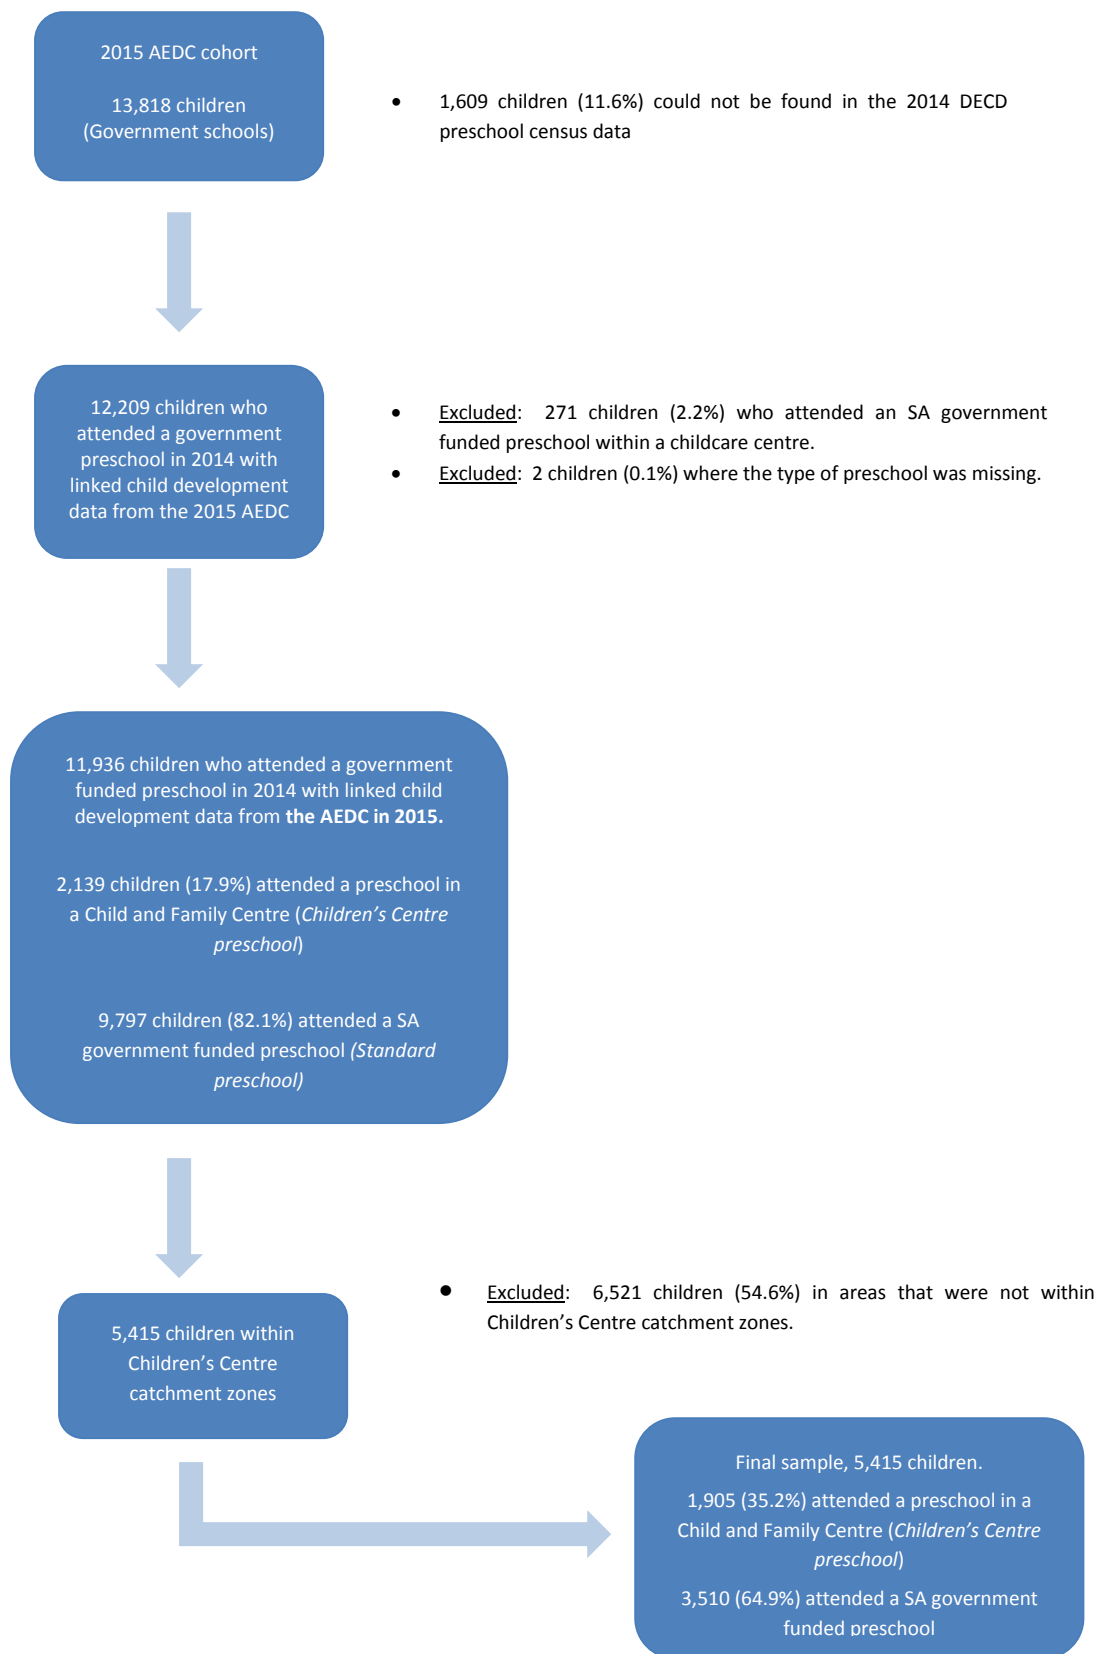 2015 AEDC cohort
13,818 children
(Government schools)
• 1,609 children (11.6%) could not be found in the 2014 DECD
preschool census data
12,209 children who
attended a government
preschool in 2014 with
linked child development
data from the 2015 AEDC
• Excluded: 271 children (2.2%) who attended an SA government
funded preschool within a childcare centre.
• Excluded: 2 children (0.1%) where the type of preschool was missing.
11,936 children who attended a government
funded preschool in 2014 with linked child
development data from the AEDC in 2015.
2,139 children (17.9%) attended a preschool in
a Child and Family Centre (Children’s Centre
preschool)
9,797 children (82.1%) attended a SA
government funded preschool (Standard
preschool)
• Excluded: 6,521 children (54.6%) in areas that were not within
Children’s Centre catchment zones.
5,415 children within
Children’s Centre
catchment zones
Final sample, 5,415 children.
1,905 (35.2%) attended a preschool in a
Child and Family Centre (Children’s Centre
preschool)
3,510 (64.9%) attended a SA government
funded preschool